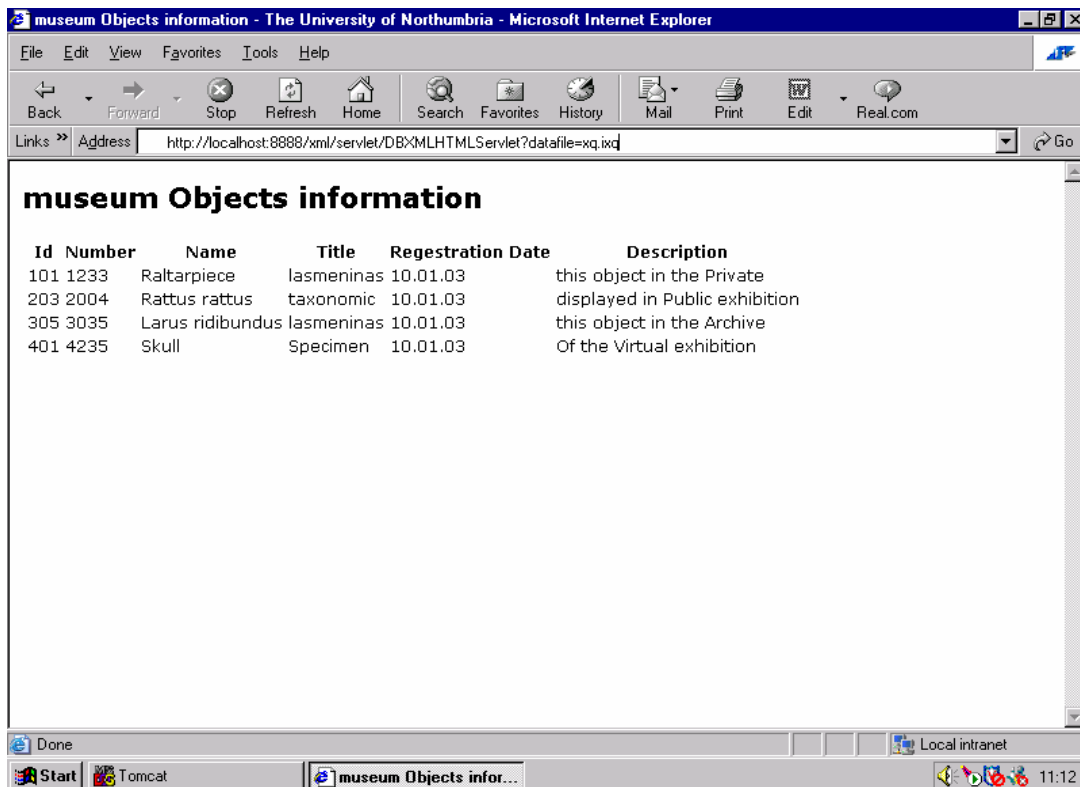 museum Objects information - The University of Northumbria - Microsoft Internet Explorer
File Edit View Favorites Tools Help
Back Forward Stop Refresh Home Search Favorites History Mail Print Edit Real.com
Links » Address http://localhost:8888/xml/servlet/DBXMLHTMLServlet?datafile=xq.ixq Go
museum Objects information
Id Number Name Title Regestration Date Description
101 1233 Raltarpiece lasmeninas 10.01.03 this object in the Private
203 2004 Rattus rattus taxonomic 10.01.03 displayed in Public exhibition
305 3035 Larus ridibundus lasmeninas 10.01.03 this object in the Archive
401 4235 Skull Specimen 10.01.03 Of the Virtual exhibition
Done Local intranet
Start Tomcat museum Objects infor... 11:12